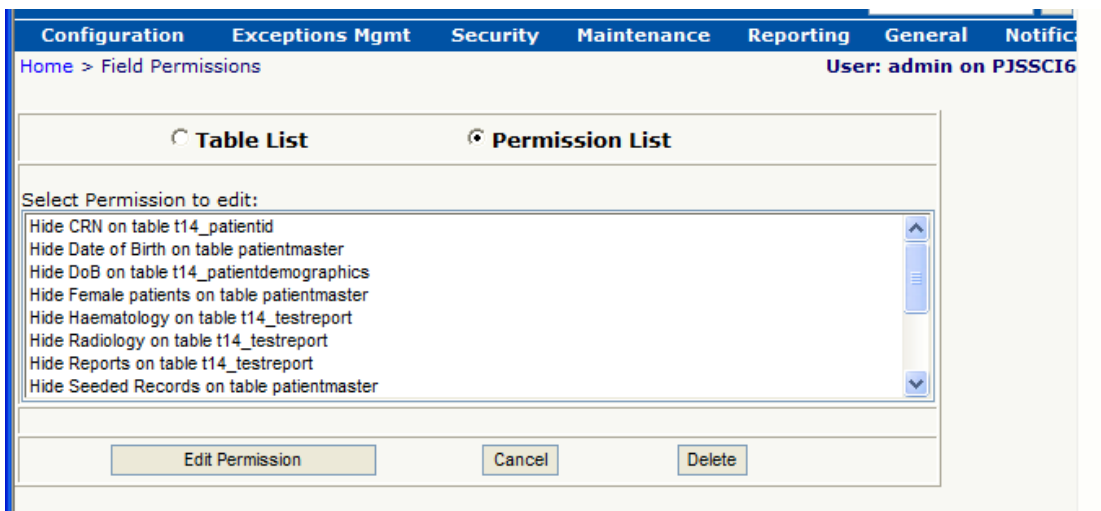 Configuration Exceptions Mgmt Security Maintenance Reporting General
Home > Field Permissions User: admin on PJSSCI6
Table List Permission List
Select Permission to edit:
Hide CRN on table t14_patientid
Hide Date of Birth on table patientmaster
Hide DoB on table t14_patientdemographics
Hide Female patients on table patientmaster
Hide Haematology on table t14_testreport
Hide Radiology on table t14_testreport
Hide Reports on table t14_testreport
Hide Seeded Records on table patientmaster
Edit Permission Cancel Delete